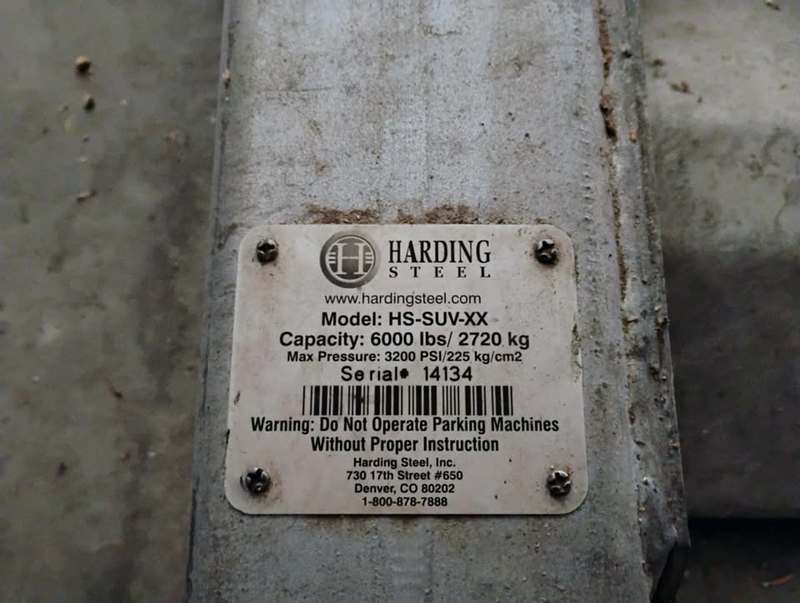 H
HARDING
STEEL
www.hardingsteel.com
Model: HS-SUV-XX
Capacity: 6000 lbs/ 2720 kg
Max Pressure: 3200 PSI/225 kg/cm2
Serial# 14134
Warning: Do Not Operate Parking Machines
Without Proper Instruction
Harding Steel, Inc.
730 17th Street #650
Denver, CO 80202
1-800-878-7888